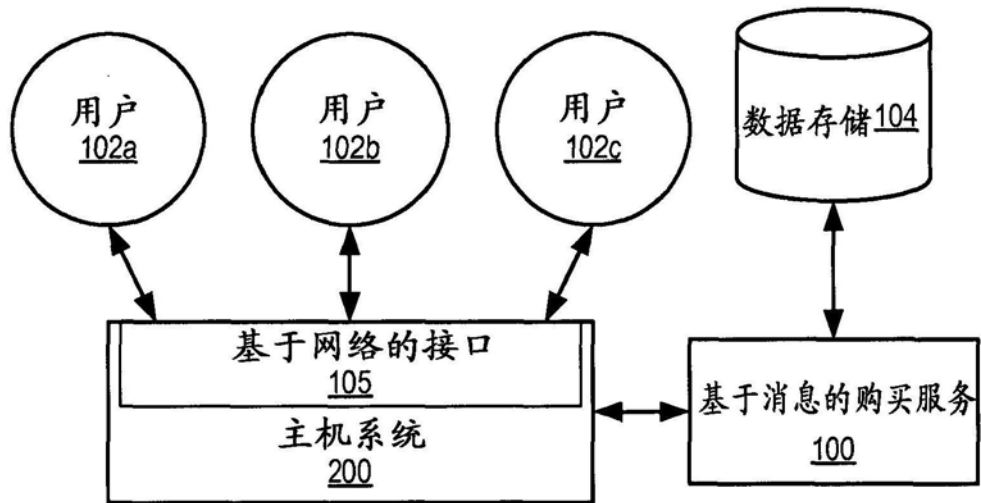 用户
102a
用户
102b
用户
102c
数据存储104
基于网络的接口
105
主机系统
200
基于消息的购买服务
100